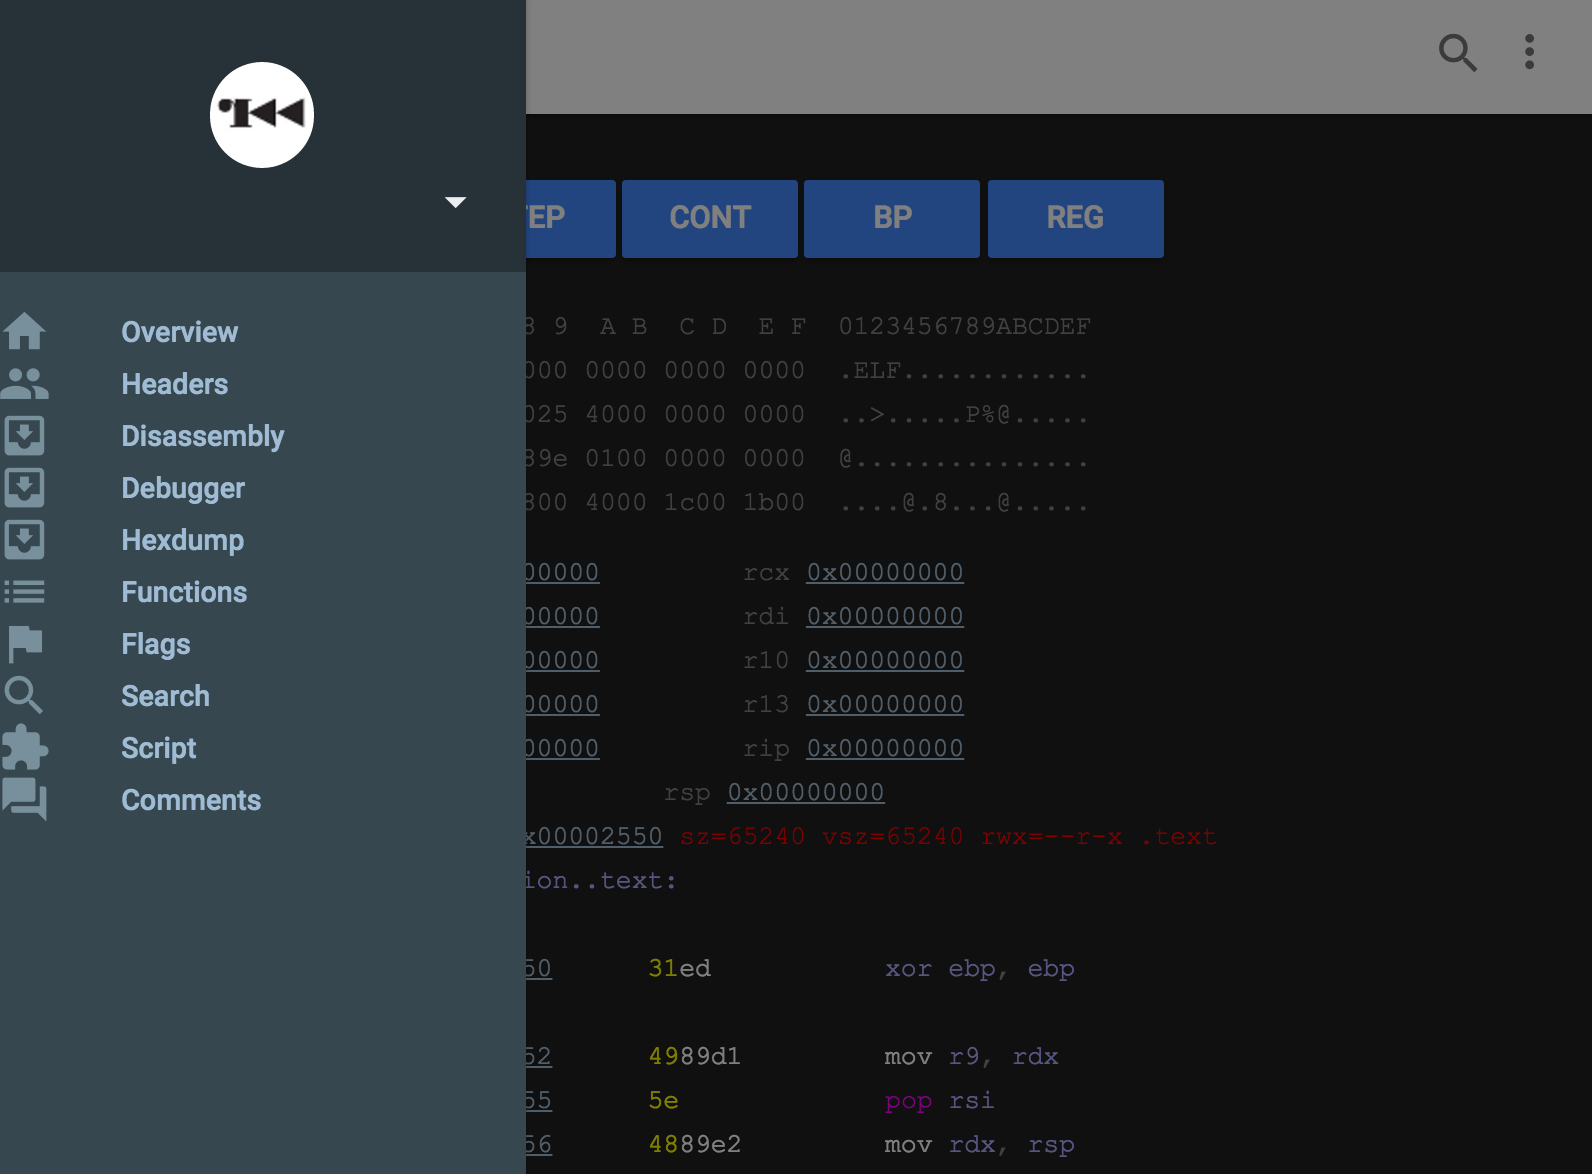 Overview
Headers
Disassembly
Debugger
Hexdump
Functions
Flags
Search
Script
Comments
EP CONT BP REG
9 A B C D E F 0123456789ABCDEF
000 0000 0000 0000 .ELF............
025 4000 0000 0000 ..>.....P%@.....
89e 0100 0000 0000 @...............
800 4000 1c00 1b00 ....@.8...@.....
00000 rcx 0x00000000
00000 rdi 0x00000000
00000 r10 0x00000000
00000 r13 0x00000000
00000 rip 0x00000000
rsp 0x00000000
x00002550 sz=65240 vsz=65240 rwx=--r-x .text
ion..text:
50 31ed xor ebp, ebp
52 4989d1 mov r9, rdx
55 5e pop rsi
56 4889e2 mov rdx, rsp